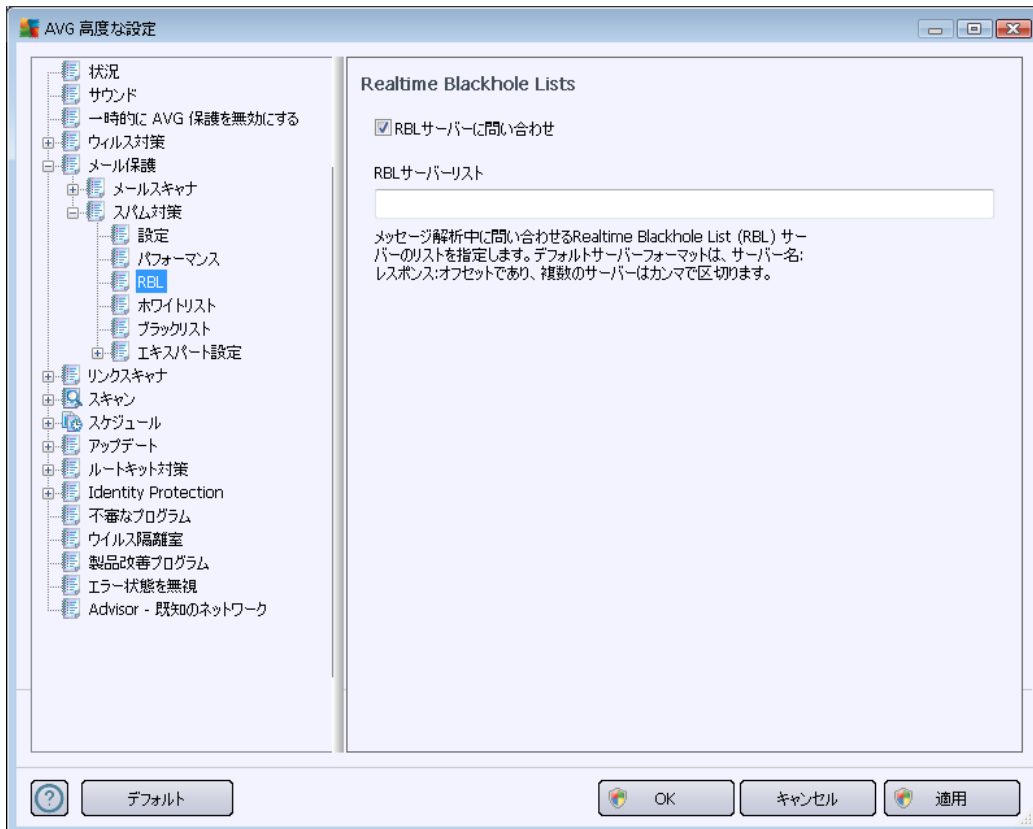 AVG 高度な設定
状況
サウンド
一時的に AVG 保護を無効にする
ウィルス対策
メール保護
メールスキャナ
スパム対策
設定
パフォーマンス
RBL
ホワイトリスト
ブラックリスト
エキスパート設定
リンクスキャナ
スキャン
スケジュール
アップデート
ルートキット対策
Identity Protection
不審なプログラム
ウイルス隔離室
製品改善プログラム
エラー状態を無視
Advisor - 既知のネットワーク
Realtime Blackhole Lists
RBLサーバーに問い合わせ
RBLサーバーリスト
メッセージ解析中に問い合わせるRealtime Blackhole List (RBL) サー
バーのリストを指定します。デフォルトサーバーフォーマットは、サーバー名:
レスポンス:オフセットであり、複数のサーバーはカンマで区切ります。
デフォルト
OK
キャンセル
適用